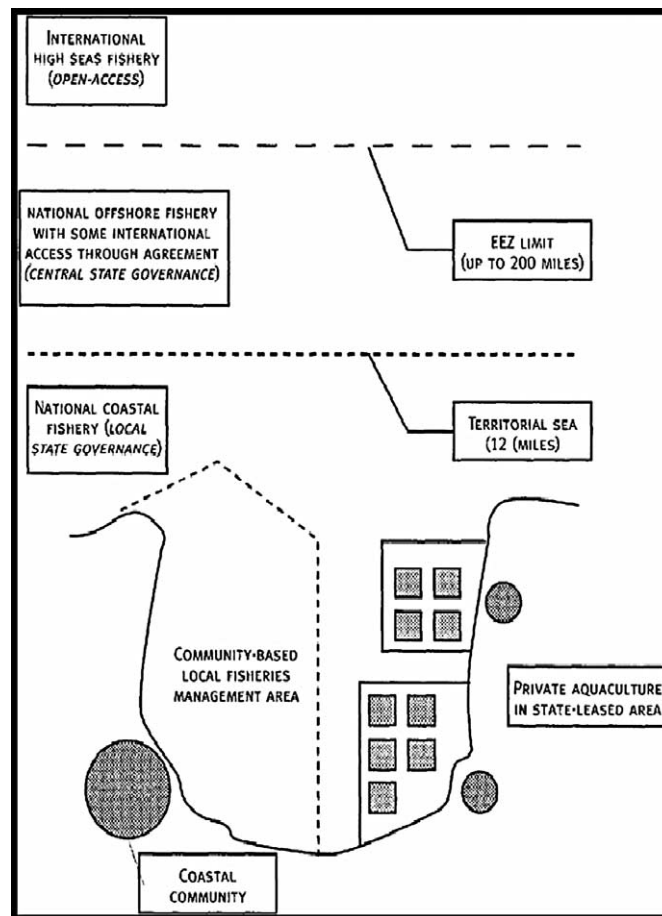 INTERNATIONAL
HIGH SEAS FISHERY
(OPEN-ACCESS)
NATIONAL OFFSHORE FISHERY
WITH SOME INTERNATIONAL
ACCESS THROUGH AGREEMENT
(CENTRAL STATE GOVERNANCE)
EEZ LIMIT
(UP TO 200 MILES)
NATIONAL COASTAL
FISHERY (LOCAL
STATE GOVERNANCE)
TERRITORIAL SEA
(12 (MILES)
COMMUNITY-BASED
LOCAL FISHERIES
MANAGEMENT AREA
PRIVATE AQUACULTURE
IN STATE-LEASED AREA
COASTAL
COMMUNITY